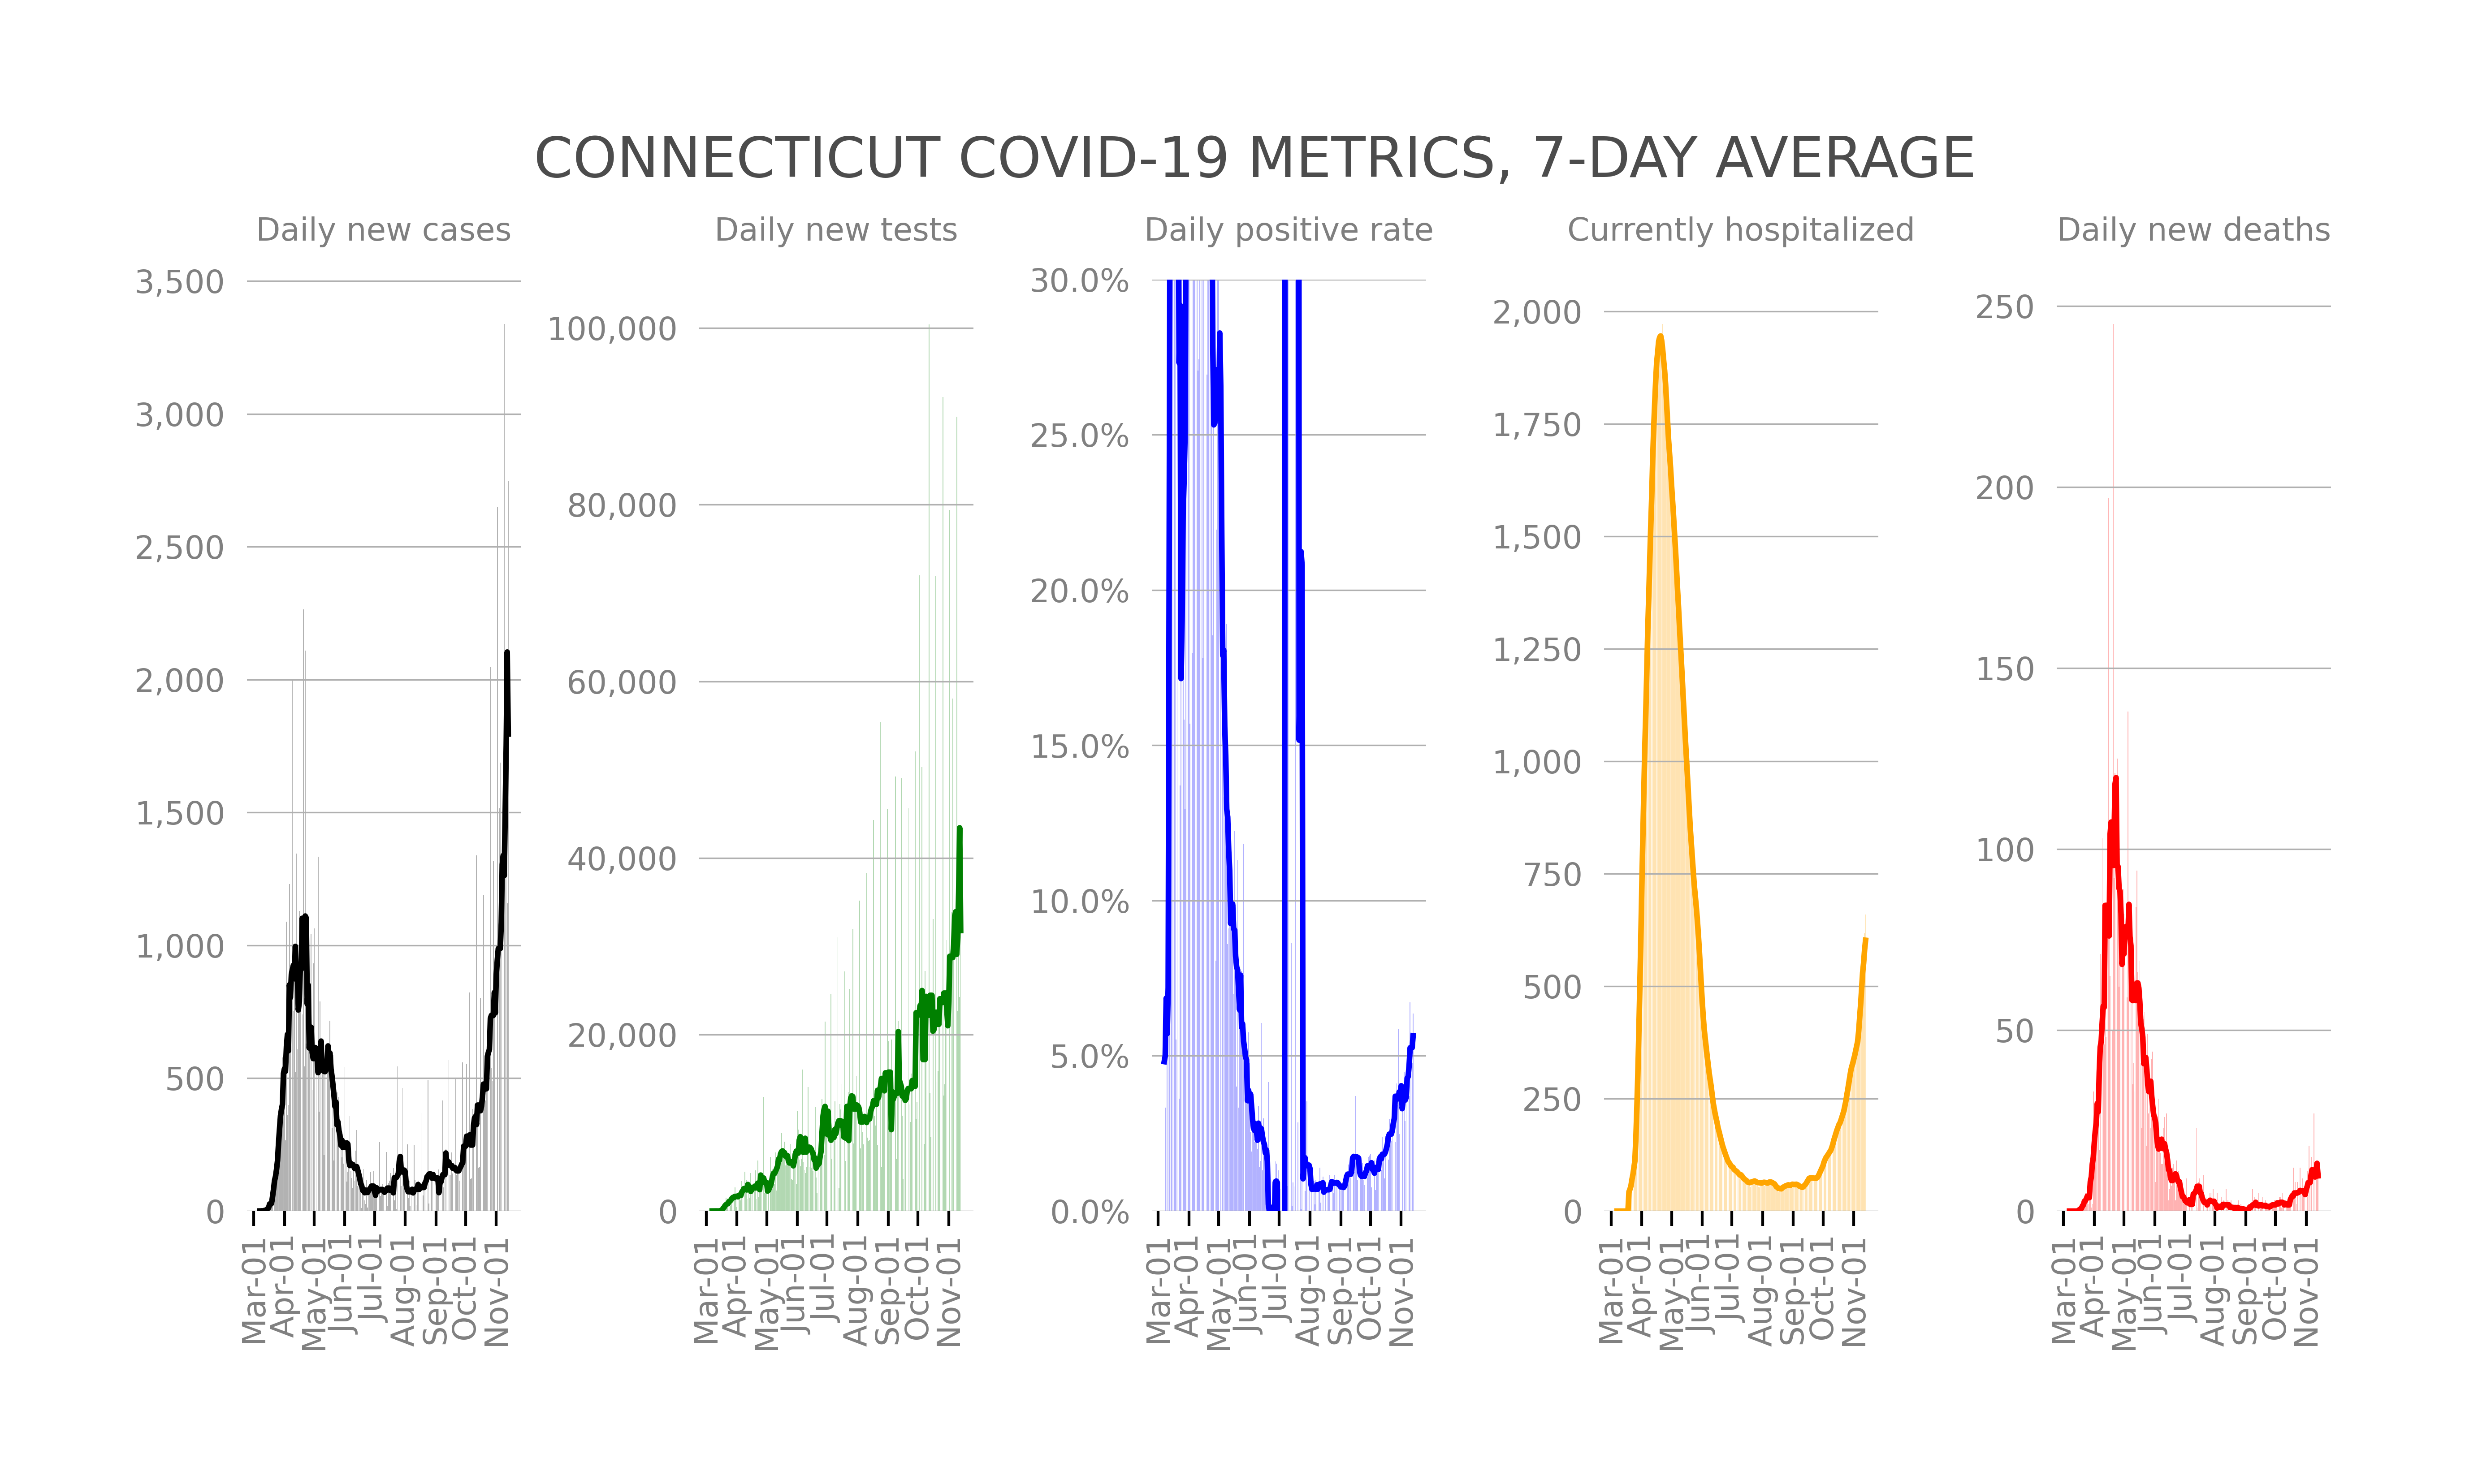 CONNECTICUT COVID-19 METRICS, 7-DAY AVERAGE
Daily new cases
3,500
3,000
2,500
2,000
1,500
1,000
500
0
Mar-01
Apr-01
May-01
Jun-01
Jul-01
Aug-01
Sep-01
Oct-01
Nov-01
Daily new tests
100,000
80,000
60,000
40,000
20,000
0
Mar-01
Apr-01
May-01
Jun-01
Jul-01
Aug-01
Sep-01
Oct-01
Nov-01
Daily positive rate
30.0%
25.0%
20.0%
15.0%
10.0%
5.0%
0.0%
Mar-01
Apr-01
May-01
Jun-01
Jul-01
Aug-01
Sep-01
Oct-01
Nov-01
Currently hospitalized
2,000
1,750
1,500
1,250
1,000
750
500
250
0
Mar-01
Apr-01
May-01
Jun-01
Jul-01
Aug-01
Sep-01
Oct-01
Nov-01
Daily new deaths
250
200
150
100
50
0
Mar-01
Apr-01
May-01
Jun-01
Jul-01
Aug-01
Sep-01
Oct-01
Nov-01